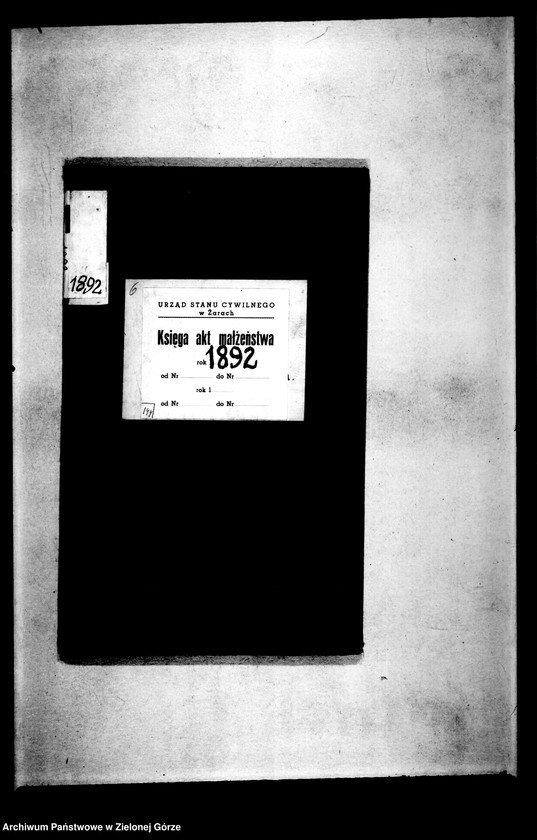 1892
6
URZĄD STANU CYWILNEGO
w Żarach
Księga akt małżeństwa
rok 1892
od Nr do Nr
rok 1
od Nr do Nr
Archiwum Państwowe w Zielonej Górze